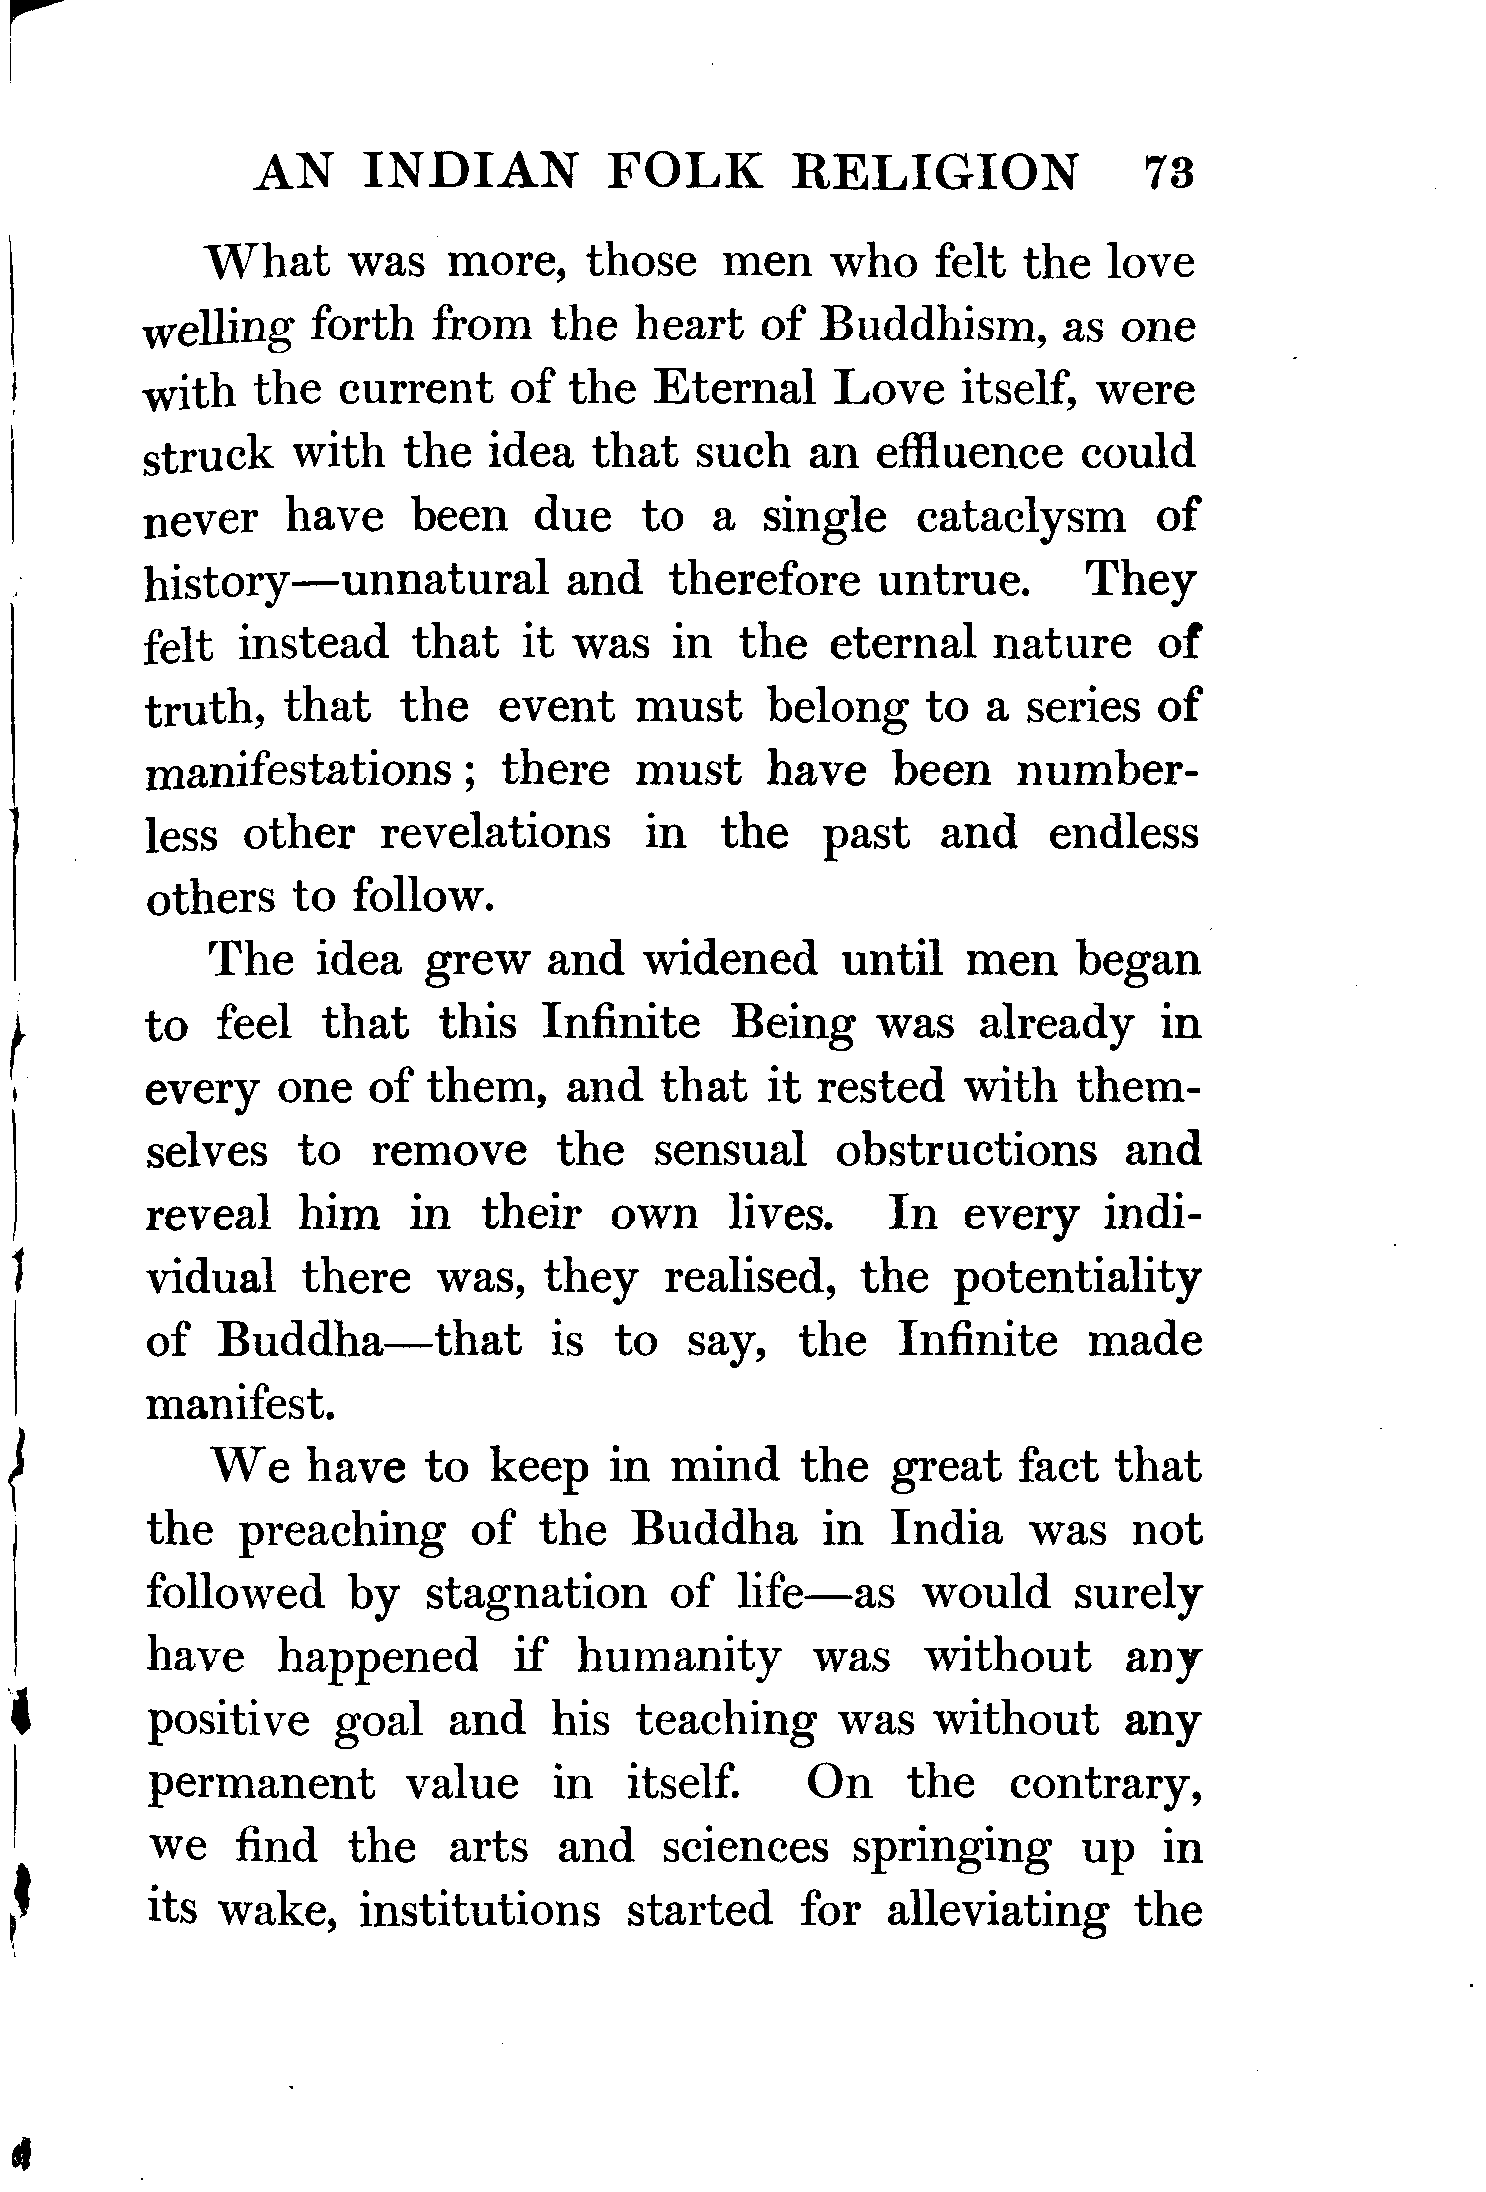 AN INDIAN FOLK RELIGION 73
What was more, those men who felt the love
welling forth from the heart of Buddhism, as one
with the current of the Eternal Love itself, were
struck with the idea that such an effluence could
never have been due to a single cataclysm of
history—unnatural and therefore untrue. They
felt instead that it was in the eternal nature of
truth, that the event must belong to a series of
manifestations ; there must have been number-
less other revelations in the past and endless
others to follow.
The idea grew and widened until men began
to feel that this Infinite Being was already in
every one of them, and that it rested with them-
selves to remove the sensual obstructions and
reveal him in their own lives. In every indi-
vidual there was, they realised, the potentiality
of Buddha—that is to say, the Infinite made
manifest.
We have to keep in mind the great fact that
the preaching of the Buddha in India was not
followed by stagnation of life—as would surely
have happened if humanity was without any
positive goal and his teaching was without any
permanent value in itself. On the contrary,
we find the arts and sciences springing up in
its wake, institutions started for alleviating the